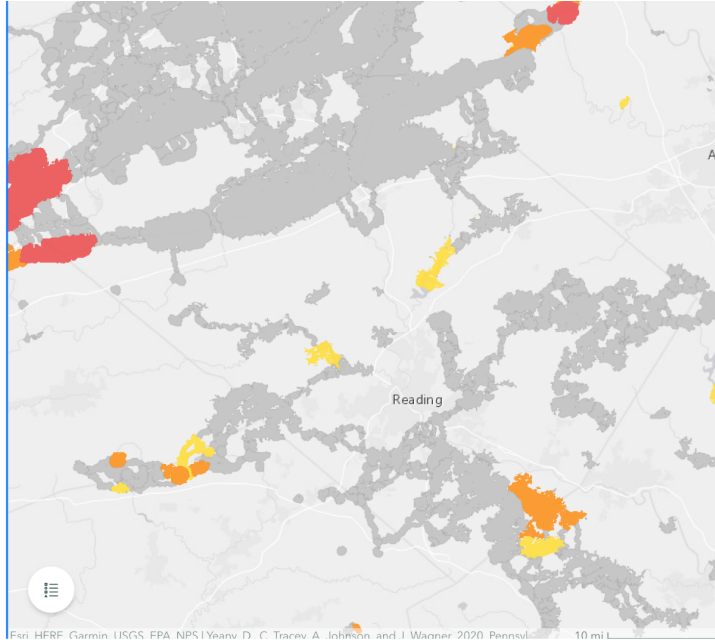 A
Reading
Esri, HERE, Garmin, USGS, EPA, NPS | Yeany, D., C. Tracey, A. Johnson, and J. Wagner. 2020. Pennsyl
10 mi